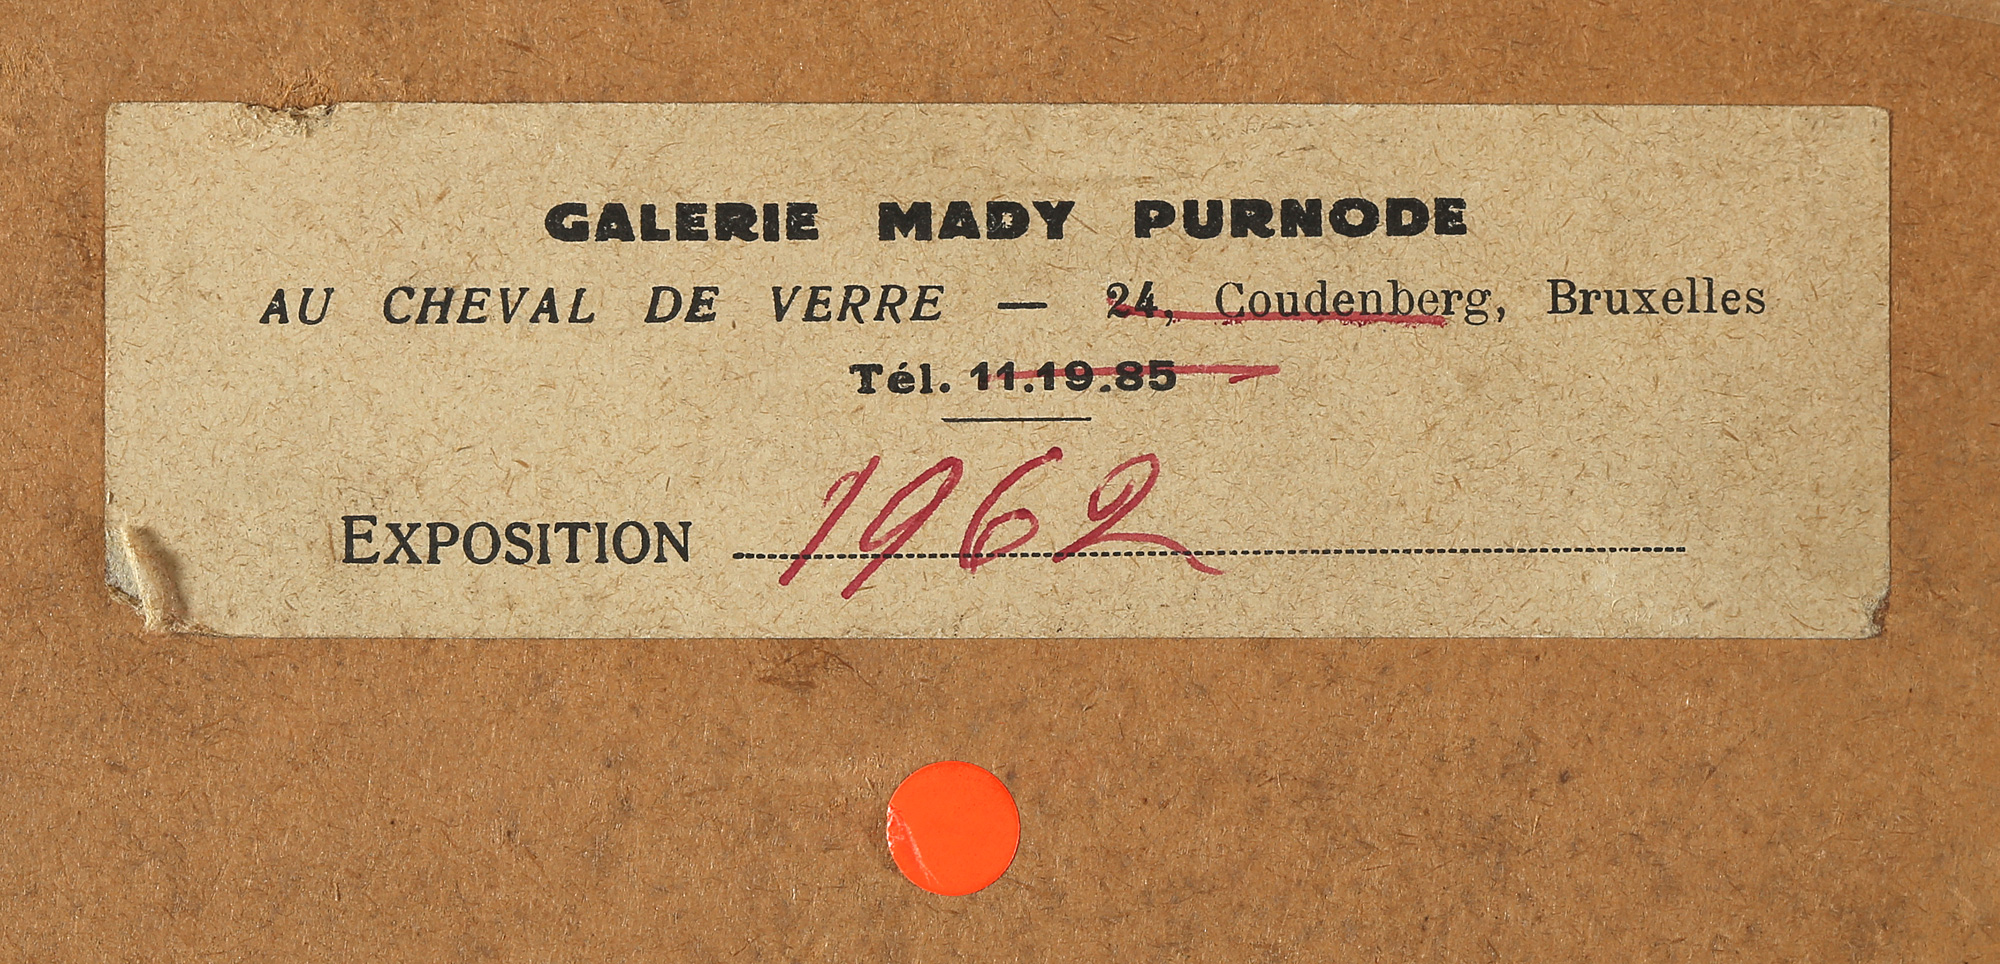 GALERIE MADY PURNODE
AU CHEVAL DE VERRE — 24, Coudenberg, Bruxelles
Tél. 11.19.85
EXPOSITION 1962